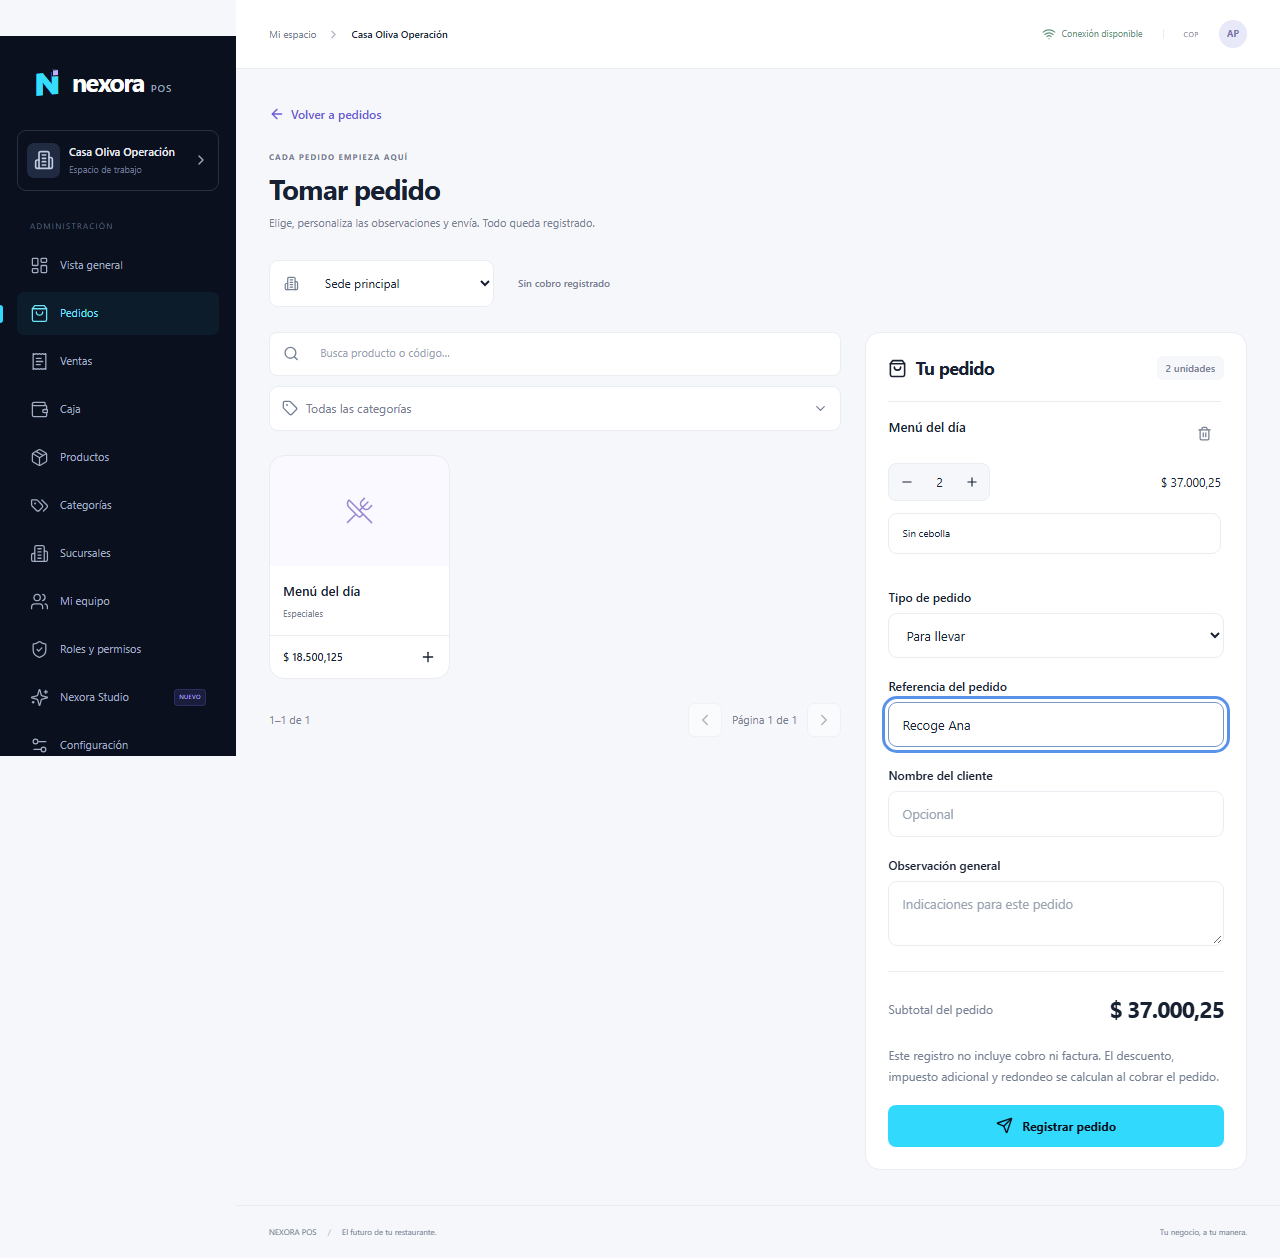 Mi espacio > Casa Oliva Operación
Conexión disponible
COP
AP
nexora POS
Casa Oliva Operación
Espacio de trabajo
ADMINISTRACIÓN
Vista general
Pedidos
Ventas
Caja
Productos
Categorías
Sucursales
Mi equipo
Roles y permisos
Nexora Studio
NUEVO
Configuración
Volver a pedidos
CADA PEDIDO EMPIEZA AQUÍ
Tomar pedido
Elige, personaliza las observaciones y envía. Todo queda registrado.
Sede principal
Sin cobro registrado
Busca producto o código...
Todas las categorías
Menú del día
Especiales
$ 18.500,125
1–1 de 1
Página 1 de 1
Tu pedido
2 unidades
Menú del día
2
$ 37.000,25
Sin cebolla
Tipo de pedido
Para llevar
Referencia del pedido
Recoge Ana
Nombre del cliente
Opcional
Observación general
Indicaciones para este pedido
Subtotal del pedido
$ 37.000,25
Este registro no incluye cobro ni factura. El descuento,
impuesto adicional y redondeo se calculan al cobrar el pedido.
Registrar pedido
NEXORA POS / El futuro de tu restaurante.
Tu negocio, a tu manera.